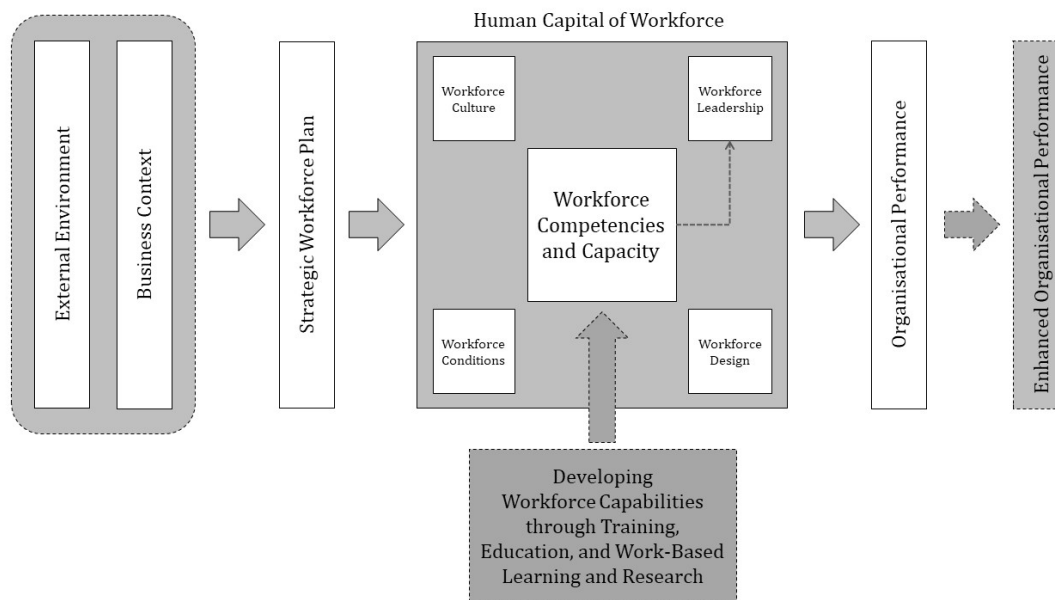 Human Capital of Workforce
External Environment
Business Context
Strategic Workforce Plan
Workforce
Culture
Workforce
Leadership
Workforce
Competencies
and Capacity
Workforce
Conditions
Workforce
Design
Organisational Performance
Enhanced Organisational Performance
Developing
Workforce Capabilities
through Training,
Education, and Work-Based
Learning and Research